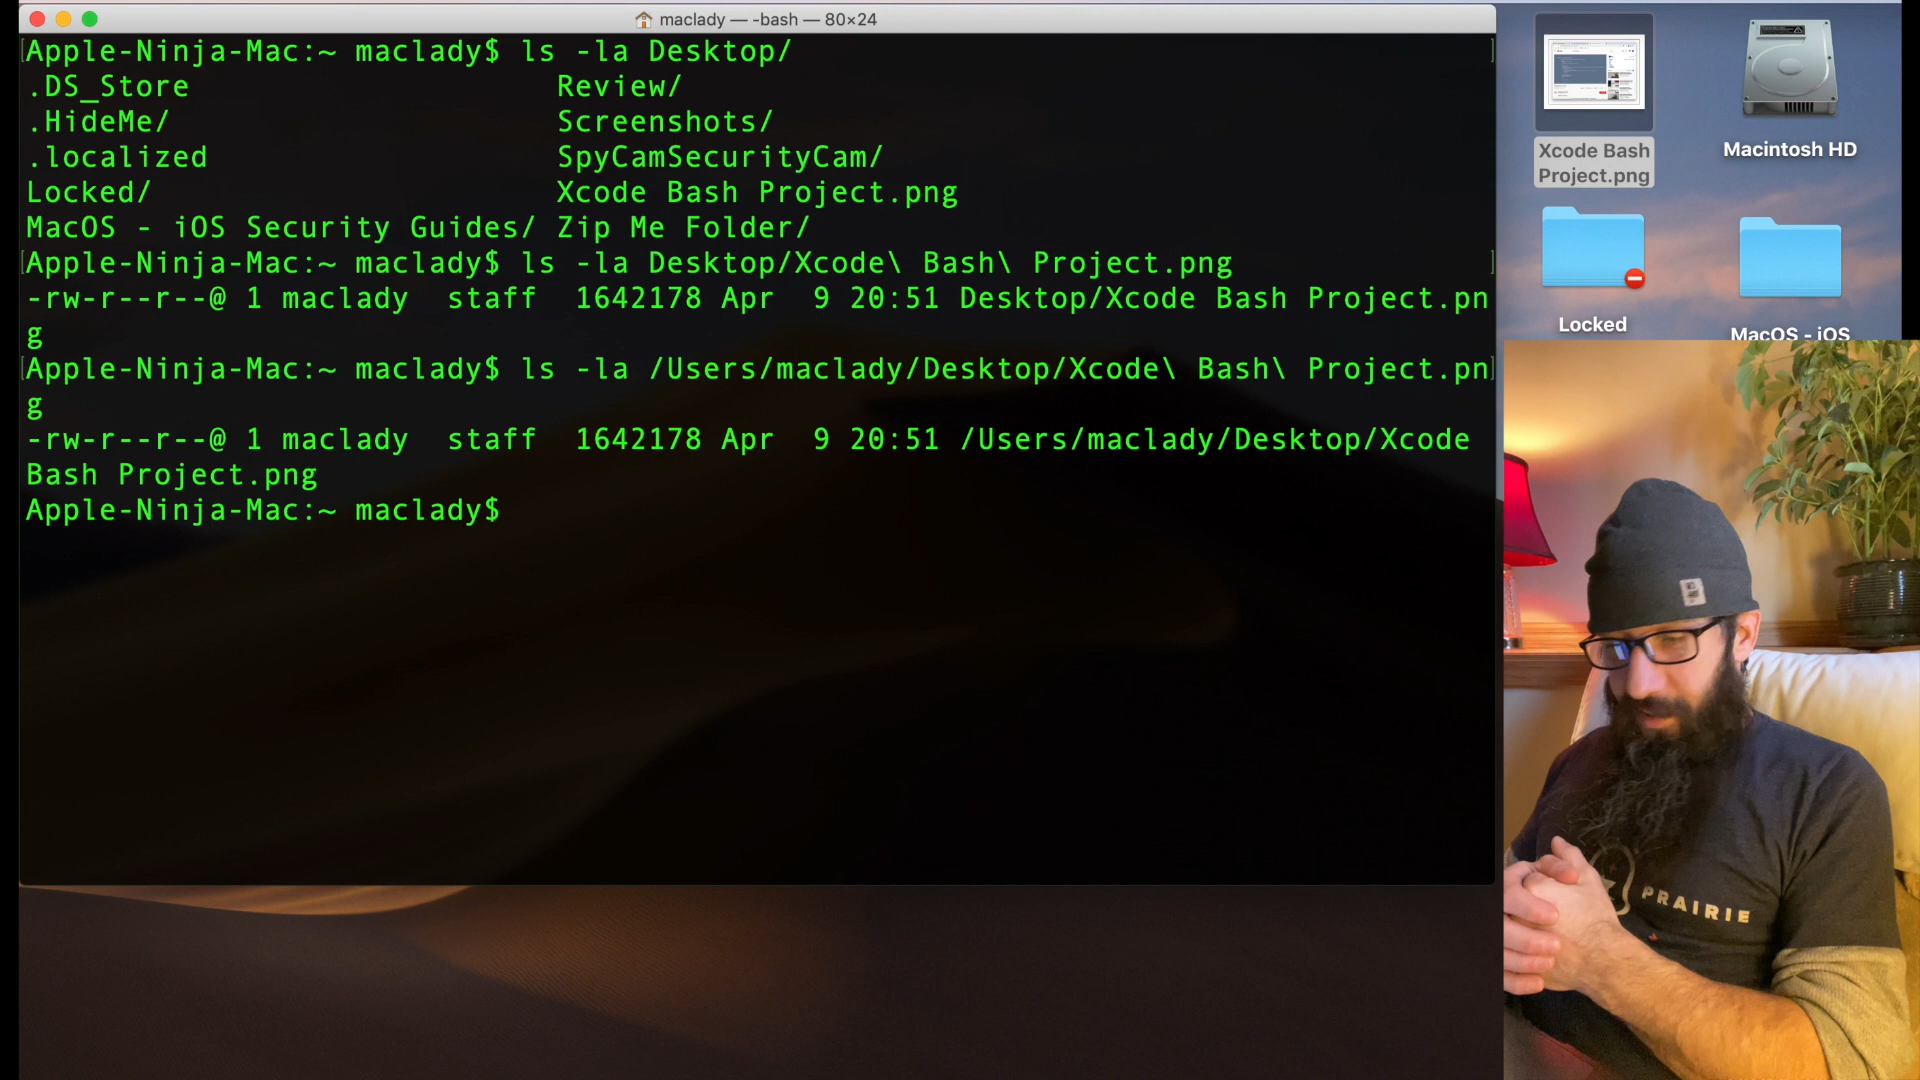 maclady — -bash — 80×24
Apple-Ninja-Mac:~ maclady$ ls -la Desktop/
.DS_Store Review/
.HideMe/ Screenshots/
.localized SpyCamSecurityCam/
Locked/ Xcode Bash Project.png
MacOS - iOS Security Guides/ Zip Me Folder/
Apple-Ninja-Mac:~ maclady$ ls -la Desktop/Xcode\ Bash\ Project.png
-rw-r--r--@ 1 maclady  staff  1642178 Apr  9 20:51 Desktop/Xcode Bash Project.pn
g
Apple-Ninja-Mac:~ maclady$ ls -la /Users/maclady/Desktop/Xcode\ Bash\ Project.pn
g
-rw-r--r--@ 1 maclady  staff  1642178 Apr  9 20:51 /Users/maclady/Desktop/Xcode
Bash Project.png
Apple-Ninja-Mac:~ maclady$
Xcode Bash
Project.png
Macintosh HD
Locked
MacOS - iOS
PRAIRIE